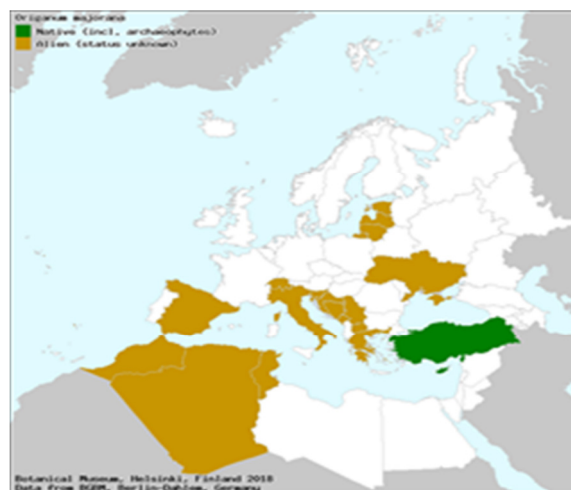 Origanum majorana
Native (incl. archaeophytes)
Alien (status unknown)
Botanical Museum, Helsinki, Finland 2018
Data from BGBM, Berlin-Dahlem, Germany